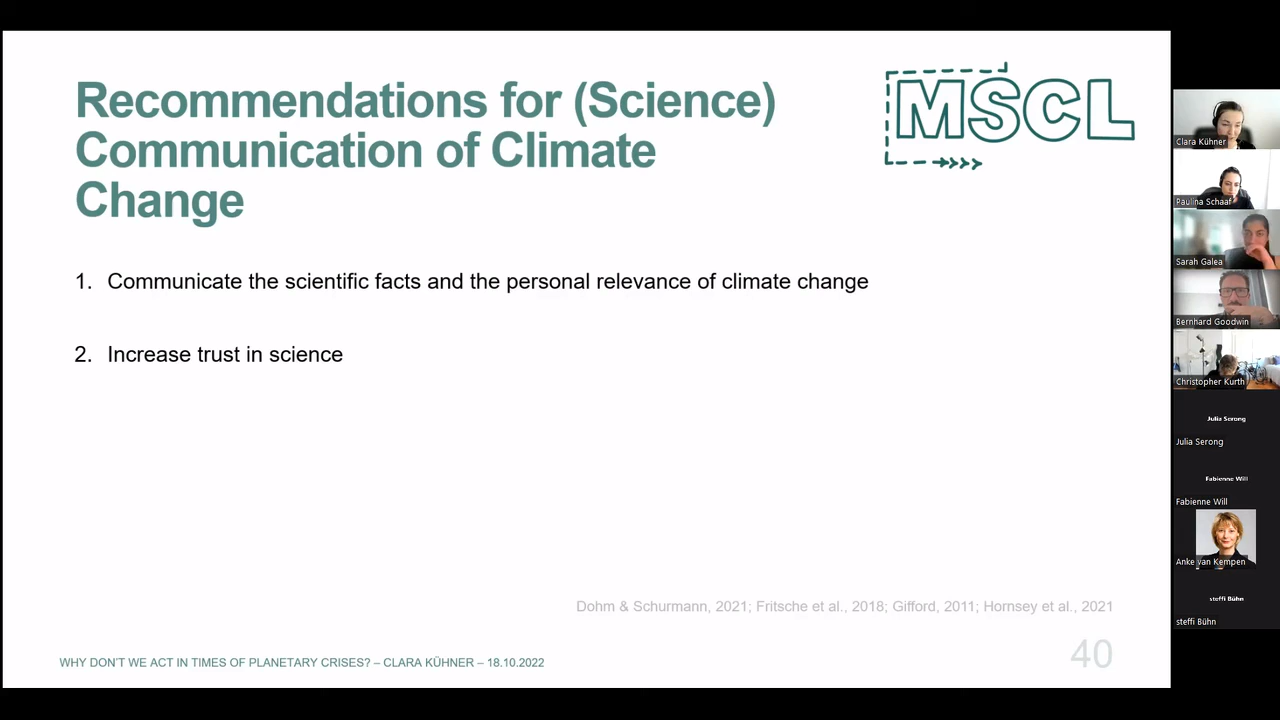 Recommendations for (Science)
Communication of Climate
Change
MSCL
1. Communicate the scientific facts and the personal relevance of climate change
2. Increase trust in science
Dohm & Schurmann, 2021; Fritsche et al., 2018; Gifford, 2011; Hornsey et al., 2021
WHY DON'T WE ACT IN TIMES OF PLANETARY CRISES? – CLARA KÜHNER – 18.10.2022
40
Clara Kühner
Paulina Schaaf
Sarah Galea
Bernhard Goodwin
Christopher Kurth
Julia Serong
Julia Serong
Fabienne Will
Fabienne Will
Anke van Kempen
steffi Bühn
steffi Bühn